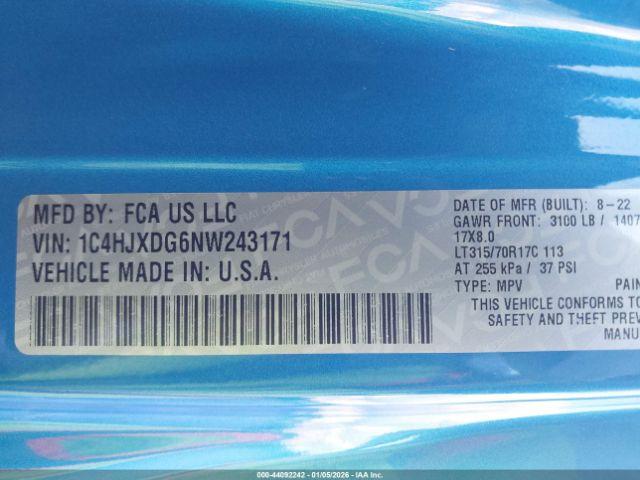 MFD BY: FCA US LLC
VIN: 1C4HJXDG6NW243171
VEHICLE MADE IN: U.S.A.
DATE OF MFR (BUILT): 8-22
GAWR FRONT: 3100 LB / 1407
17X8.0
LT315/70R17C 113
AT 255 kPa / 37 PSI
TYPE: MPV PAIN
THIS VEHICLE CONFORMS TO
SAFETY AND THEFT PREV
MANU
000-44092242 - 01/05/2026 - IAAI Inc.